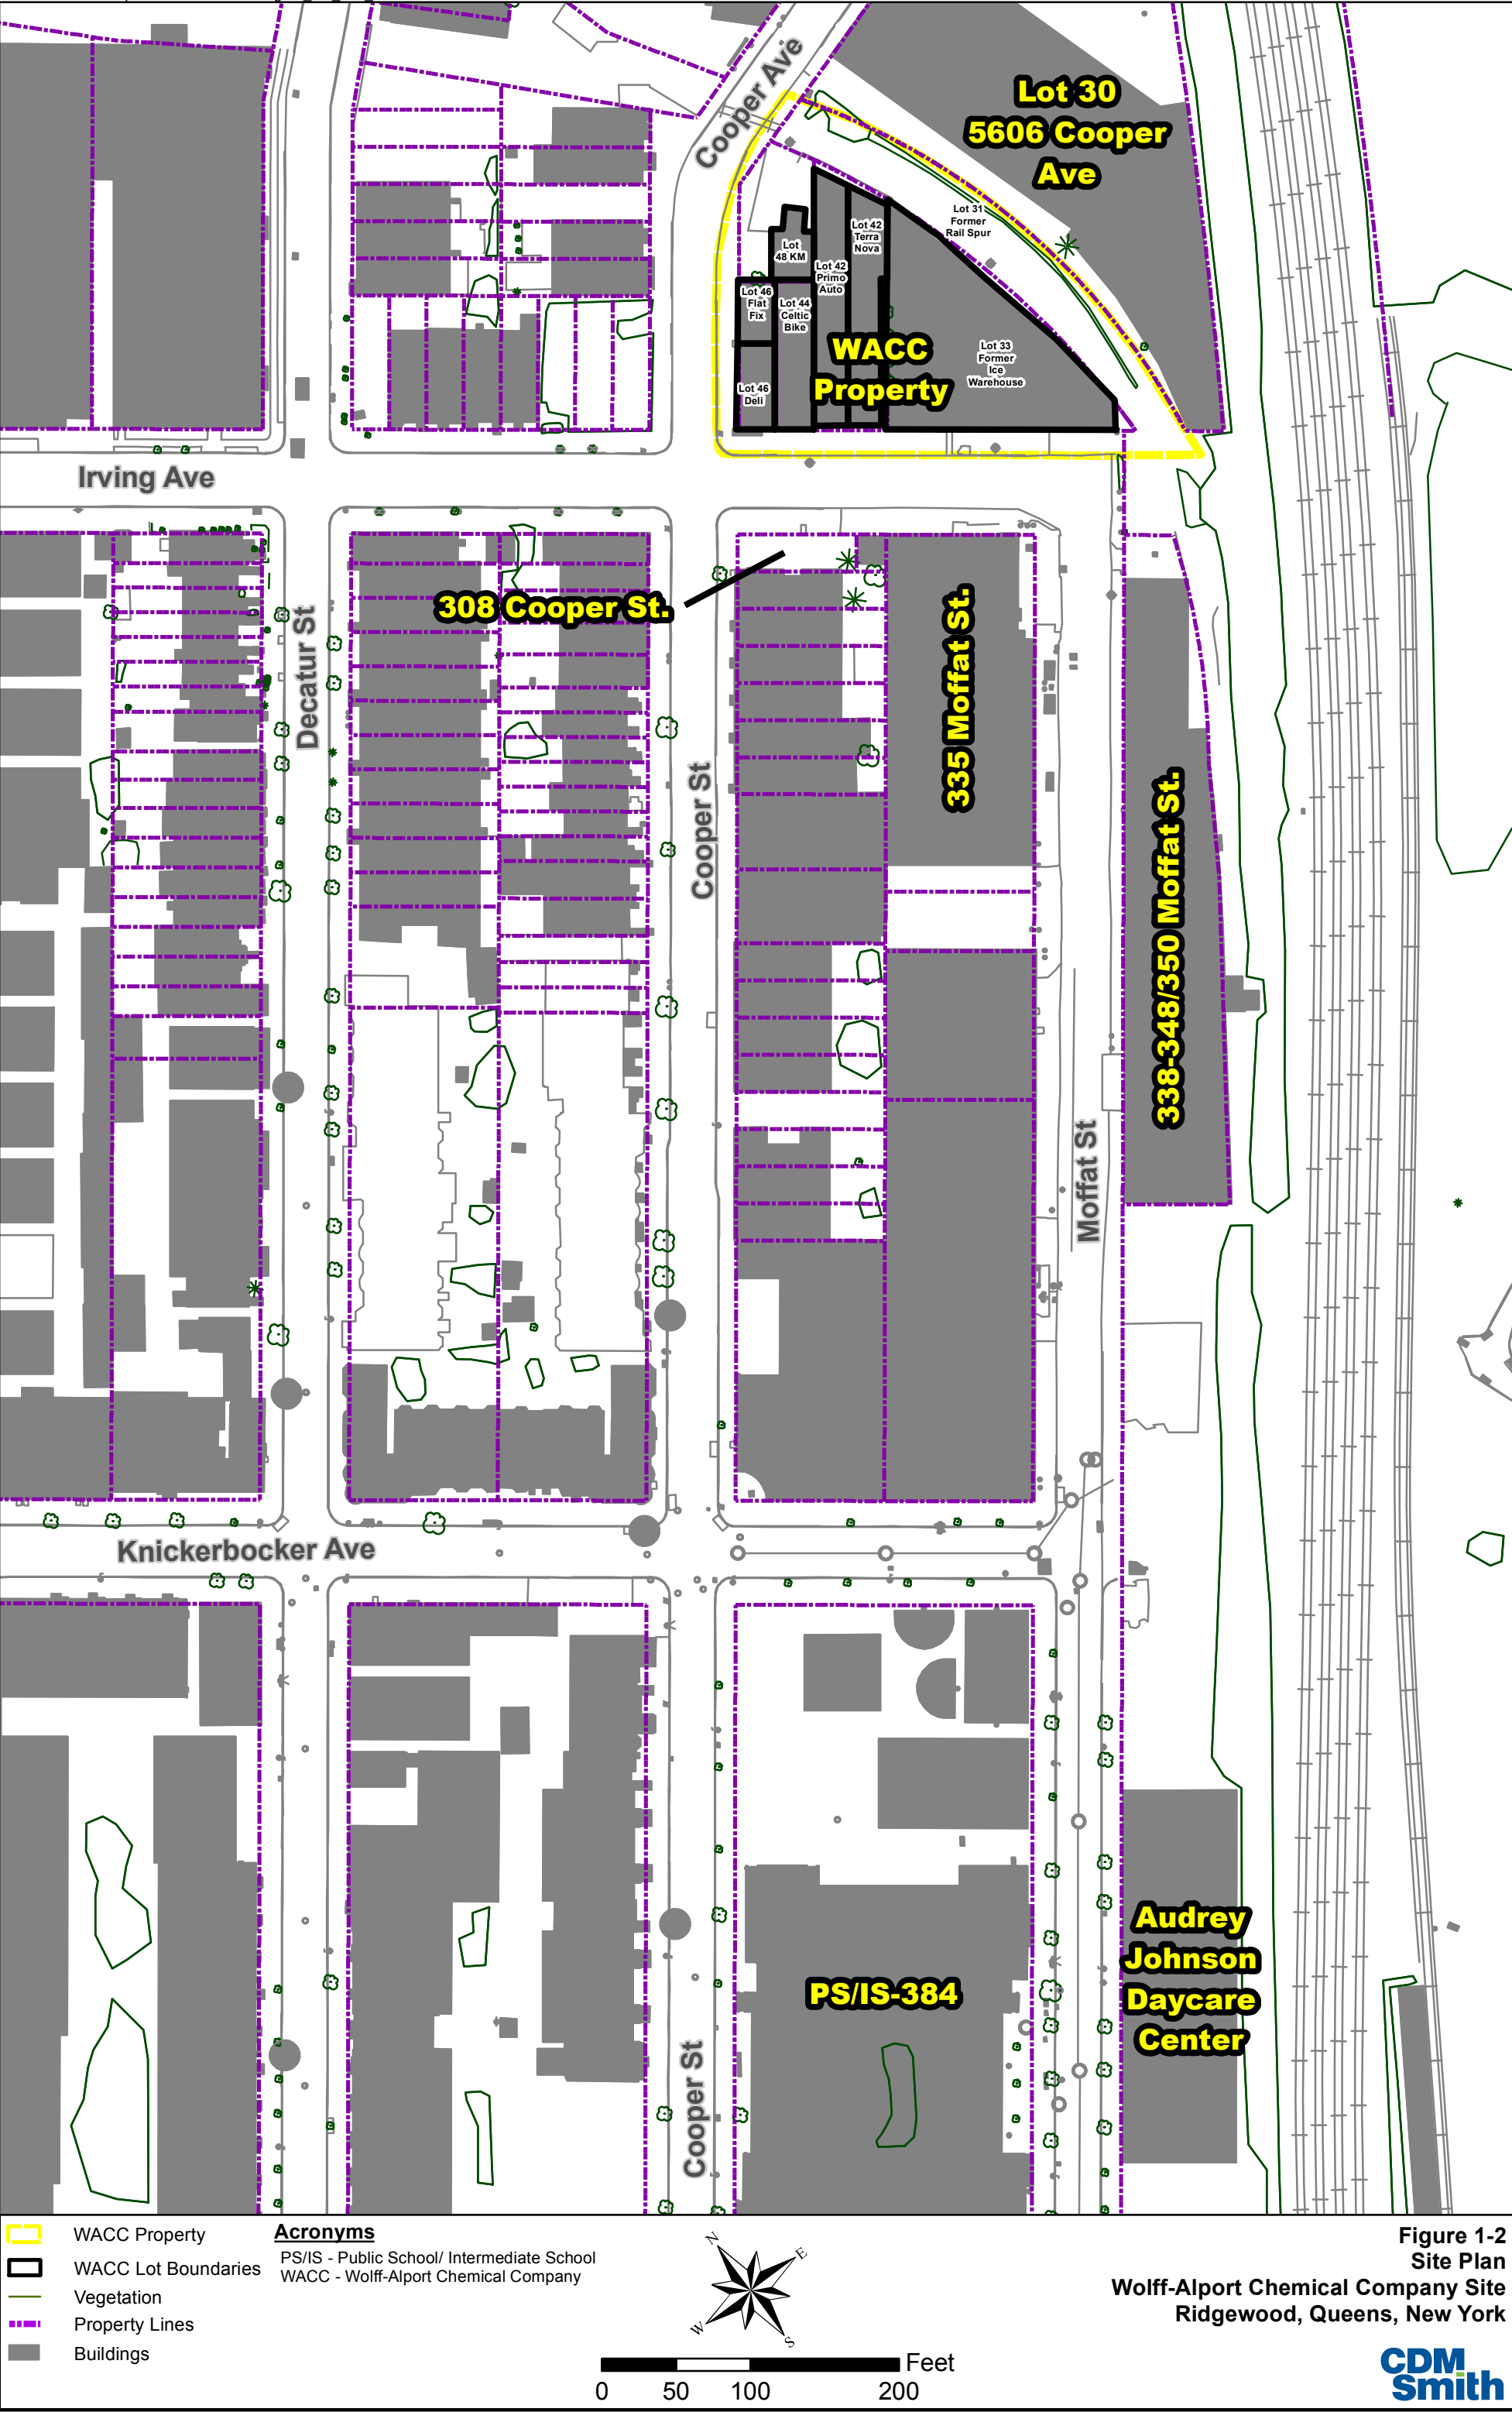 Cooper Ave
Lot 30
5606 Cooper
Ave
Lot 31
Former
Rail Spur
Lot 42
Terra
Nova
Lot
48 KM
Lot 42
Primo
Auto
Lot 46
Flat
Fix
Lot 44
Celtic
Bike
WACC
Property
Lot 33
Former
Ice
Warehouse
Lot 46
Deli
Irving Ave
308 Cooper St.
Decatur St
335 Moffat St.
Cooper St
338-348/350 Moffat St.
Moffat St
Knickerbocker Ave
Audrey
Johnson
Daycare
Center
PS/IS-384
Cooper St
WACC Property
WACC Lot Boundaries
Vegetation
Property Lines
Buildings
Acronyms
PS/IS - Public School/ Intermediate School
WACC - Wolff-Alport Chemical Company
N
E
W
S
Feet
0 50 100 200
Figure 1-2
Site Plan
Wolff-Alport Chemical Company Site
Ridgewood, Queens, New York
CDM
Smith